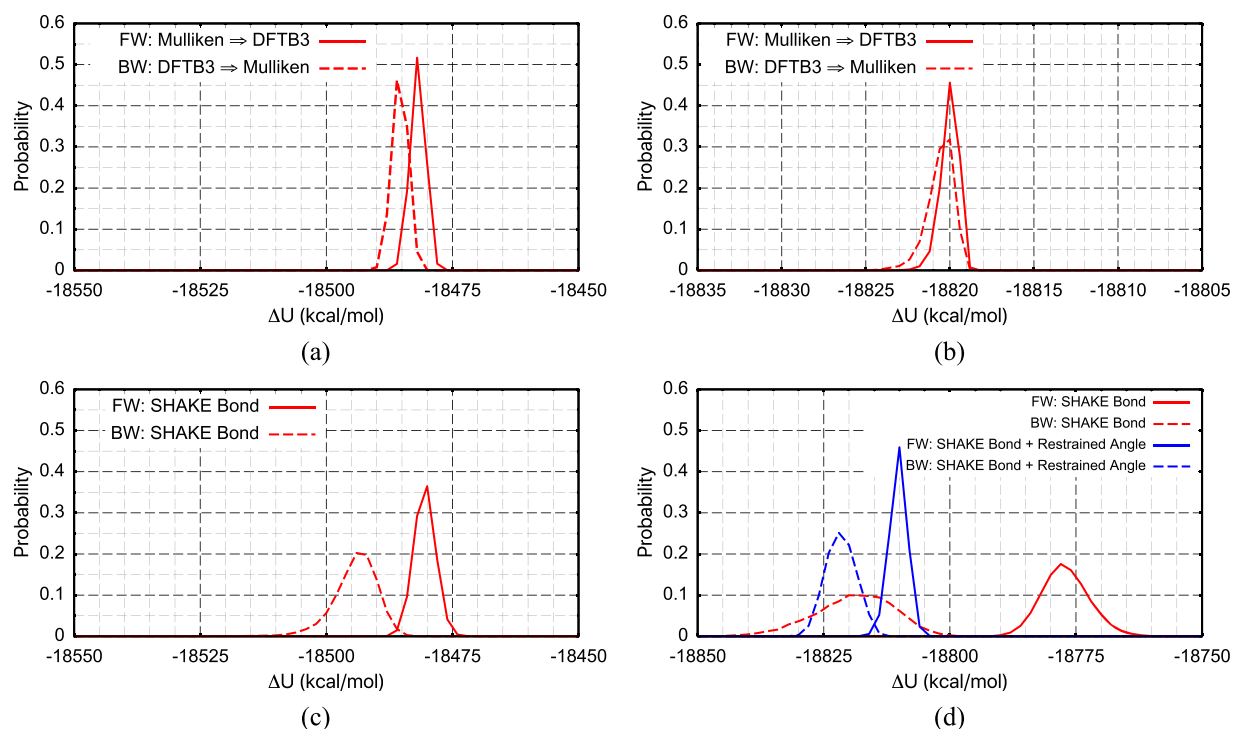 0.6
FW: Mulliken ⇒ DFTB3
BW: DFTB3 ⇒ Mulliken
0.5
0.4
0.3
0.2
0.1
0
Probability
-18550 -18525 -18500 -18475 -18450
ΔU (kcal/mol)
(a)
0.6
FW: Mulliken ⇒ DFTB3
BW: DFTB3 ⇒ Mulliken
0.5
0.4
0.3
0.2
0.1
0
Probability
-18835 -18830 -18825 -18820 -18815 -18810 -18805
ΔU (kcal/mol)
(b)
0.6
FW: SHAKE Bond
BW: SHAKE Bond
0.5
0.4
0.3
0.2
0.1
0
Probability
-18550 -18525 -18500 -18475 -18450
ΔU (kcal/mol)
(c)
0.6
FW: SHAKE Bond
BW: SHAKE Bond
FW: SHAKE Bond + Restrained Angle
BW: SHAKE Bond + Restrained Angle
0.5
0.4
0.3
0.2
0.1
0
Probability
-18850 -18825 -18800 -18775 -18750
ΔU (kcal/mol)
(d)